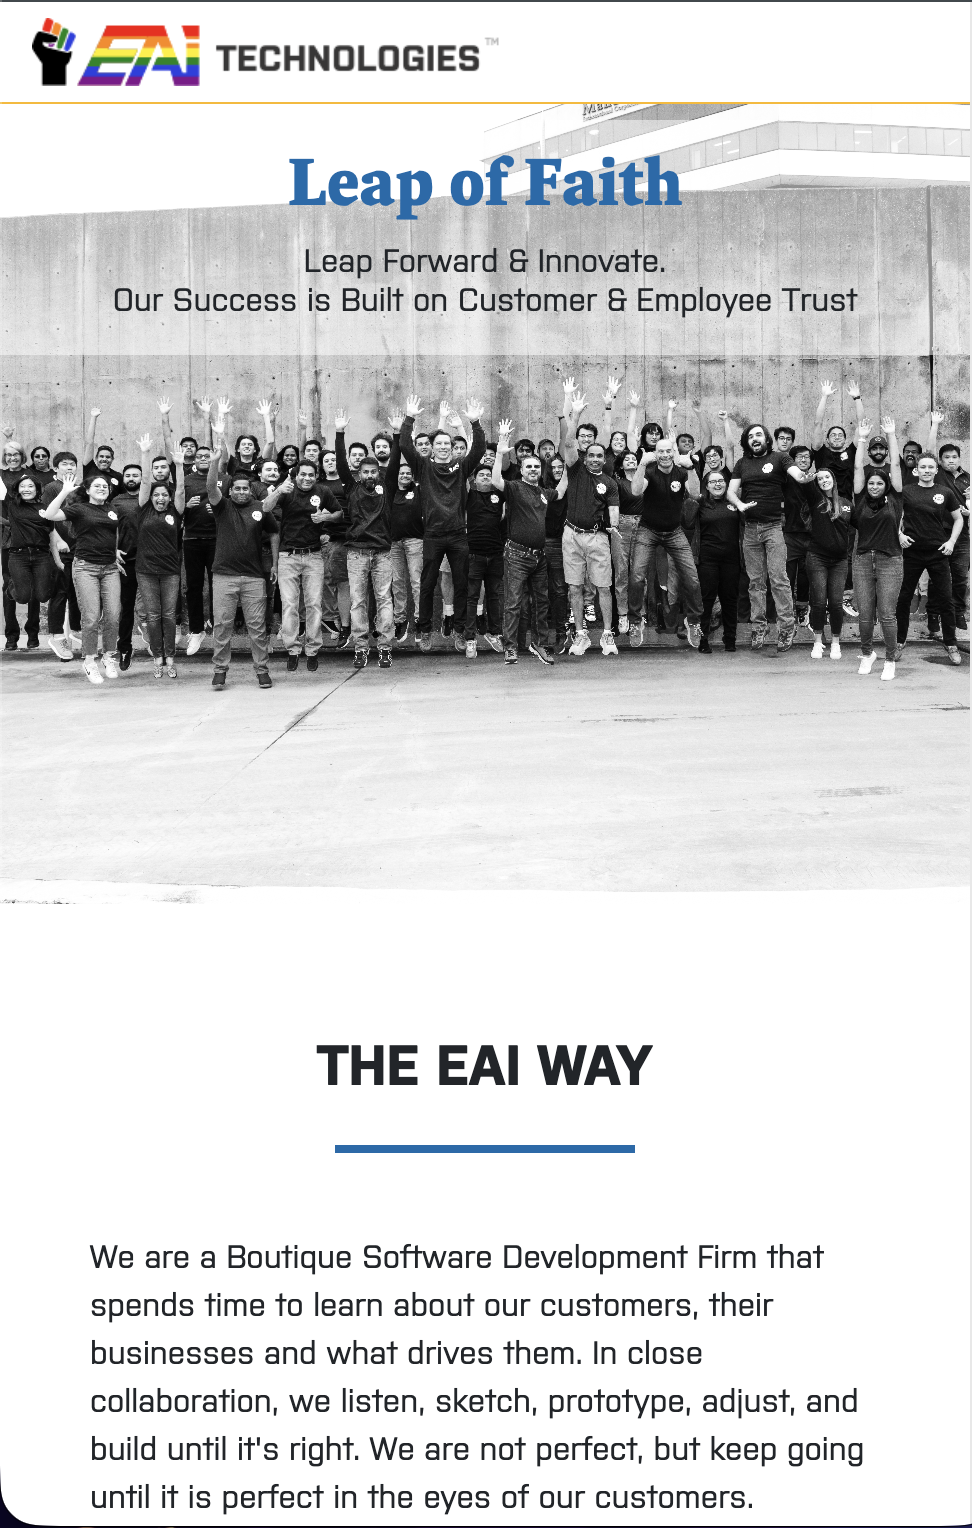 EAI TECHNOLOGIES™
Leap of Faith
Leap Forward & Innovate.
Our Success is Built on Customer & Employee Trust
THE EAI WAY
We are a Boutique Software Development Firm that
spends time to learn about our customers, their
businesses and what drives them. In close
collaboration, we listen, sketch, prototype, adjust, and
build until it's right. We are not perfect, but keep going
until it is perfect in the eyes of our customers.